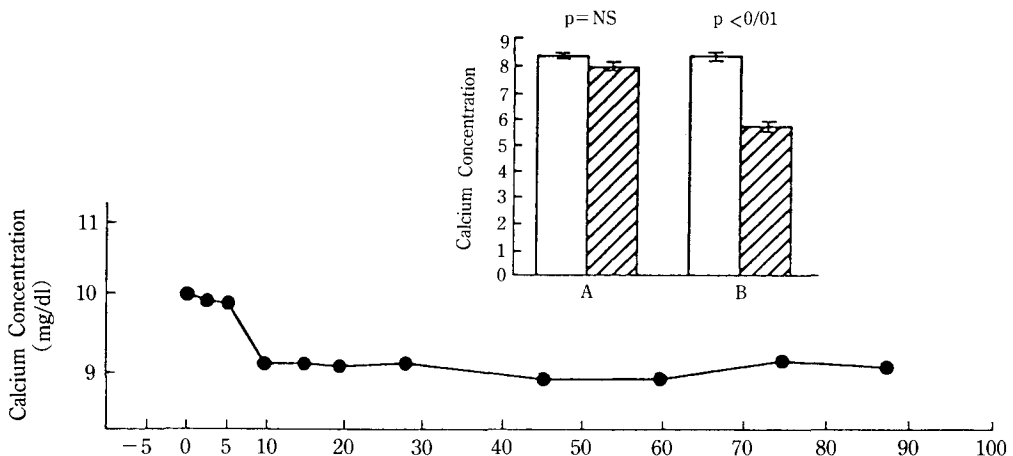 p=NS p <0/01
Calcium Concentration
9
8
7
6
5
4
3
2
1
0
A B
Calcium Concentration
(mg/dl)
11
10
9
−5 0 5 10 20 30 40 50 60 70 80 90 100